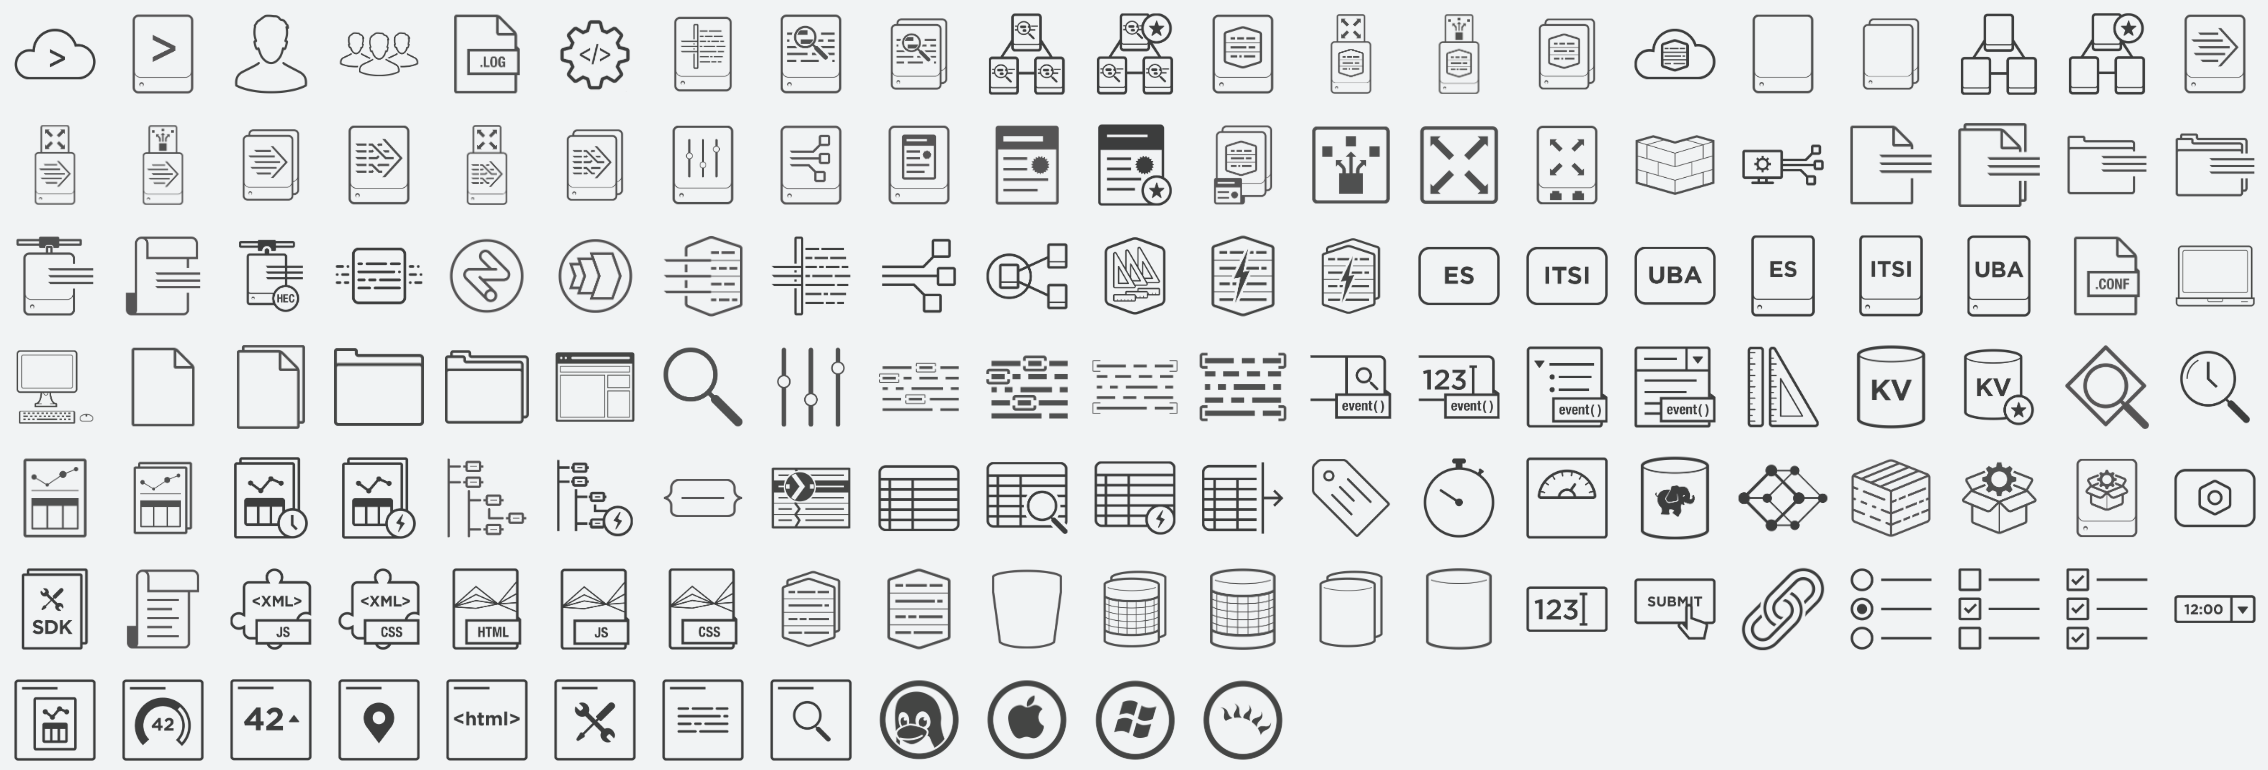 >
>
.LOG
</>
HEC
ES
ITSI
UBA
ES
ITSI
UBA
.CONF
event()
123
event()
event()
event()
KV
KV
SDK
<XML>
JS
<XML>
CSS
HTML
JS
CSS
123
SUBMIT
12:00
42
42
<html>